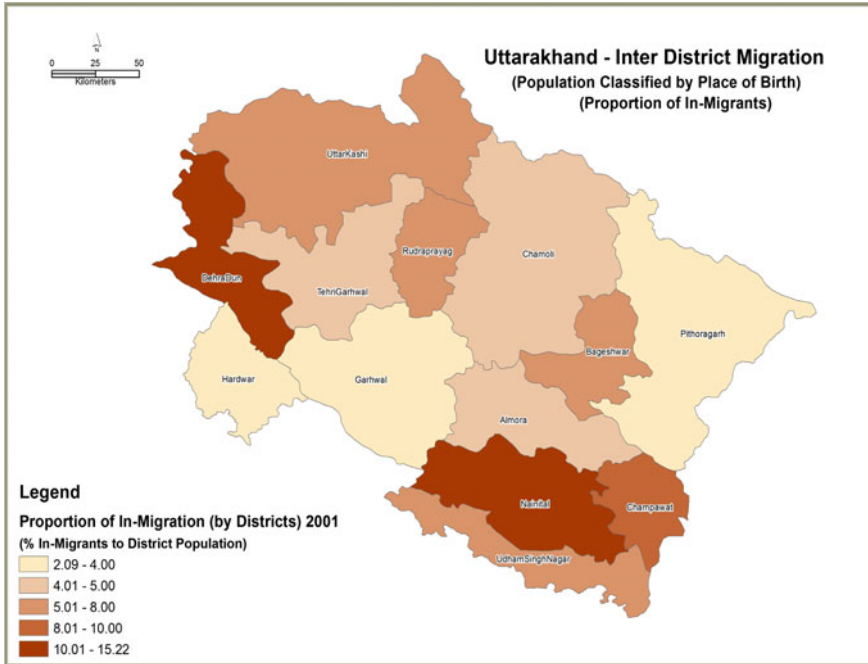 Uttarakhand - Inter District Migration
(Population Classified by Place of Birth)
(Proportion of In-Migrants)
N
0 25 50
Kilometers
UttarKashi
Rudraprayag
Chamoli
DehraDun
TehriGarhwal
Pithoragarh
Bageshwar
Hardwar
Garhwal
Almora
Nainital
Champawat
UdhamSinghNagar
Legend
Proportion of In-Migration (by Districts) 2001
(% In-Migrants to District Population)
2.09 - 4.00
4.01 - 5.00
5.01 - 8.00
8.01 - 10.00
10.01 - 15.22